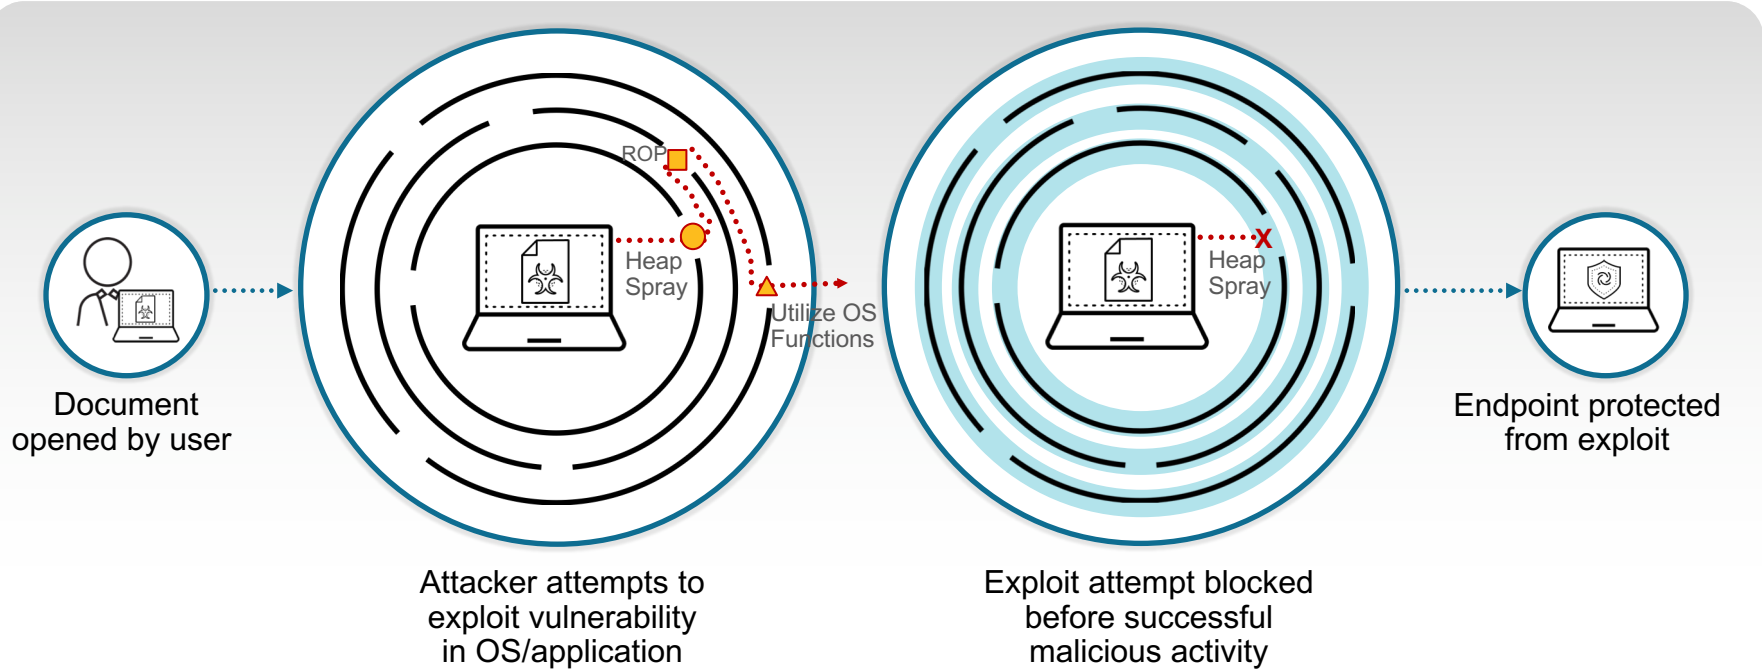 ROP
Heap
Spray
Utilize OS
Functions
X
Heap
Spray
Document
opened by user
Attacker attempts to
exploit vulnerability
in OS/application
Exploit attempt blocked
before successful
malicious activity
Endpoint protected
from exploit